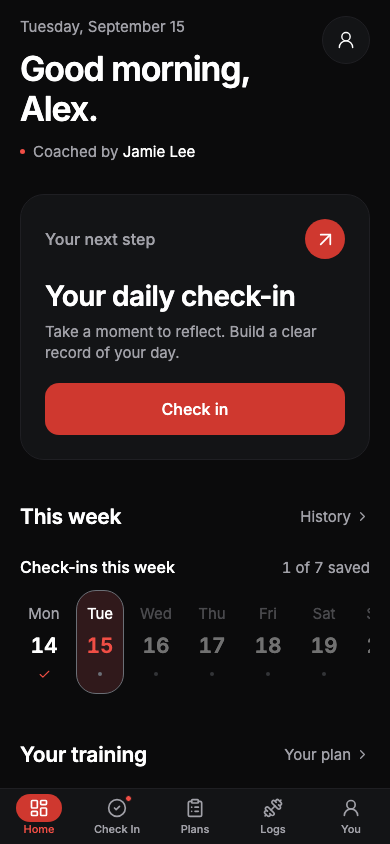 Tuesday, September 15
Good morning,
Alex.
Coached by Jamie Lee
Your next step
Your daily check-in
Take a moment to reflect. Build a clear
record of your day.
Check in
This week
History
Check-ins this week
1 of 7 saved
Mon Tue Wed Thu Fri Sat
14 15 16 17 18 19
Your training
Your plan
Home Check In Plans Logs You